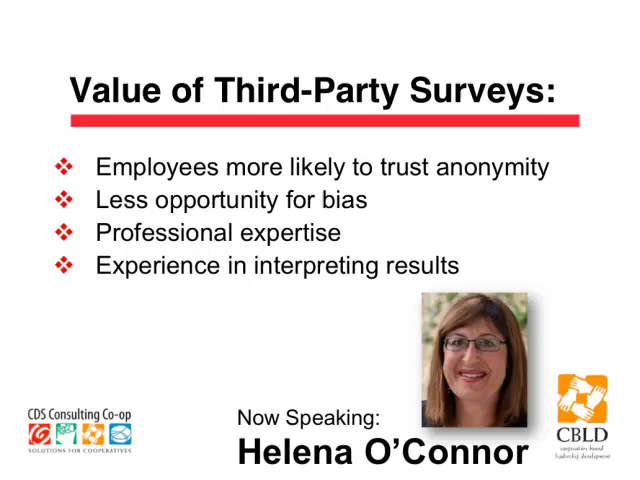 Value of Third-Party Surveys:
Employees more likely to trust anonymity
Less opportunity for bias
Professional expertise
Experience in interpreting results
Now Speaking:
Helena O’Connor
CDS Consulting Co-op
SOLUTIONS FOR COOPERATIVES
CBLD
cooperative board
leadership development